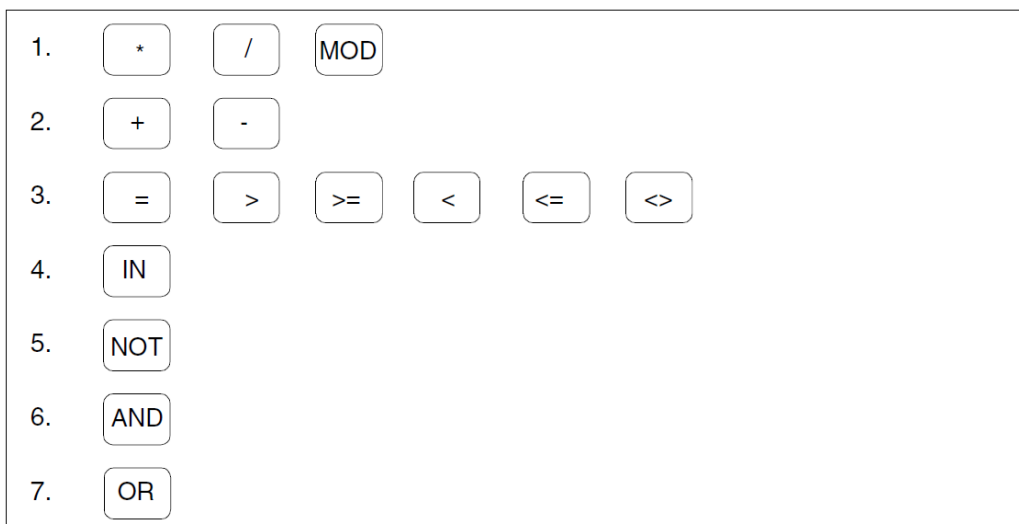 1. * / MOD
2. + -
3. = > >= < <= <>
4. IN
5. NOT
6. AND
7. OR